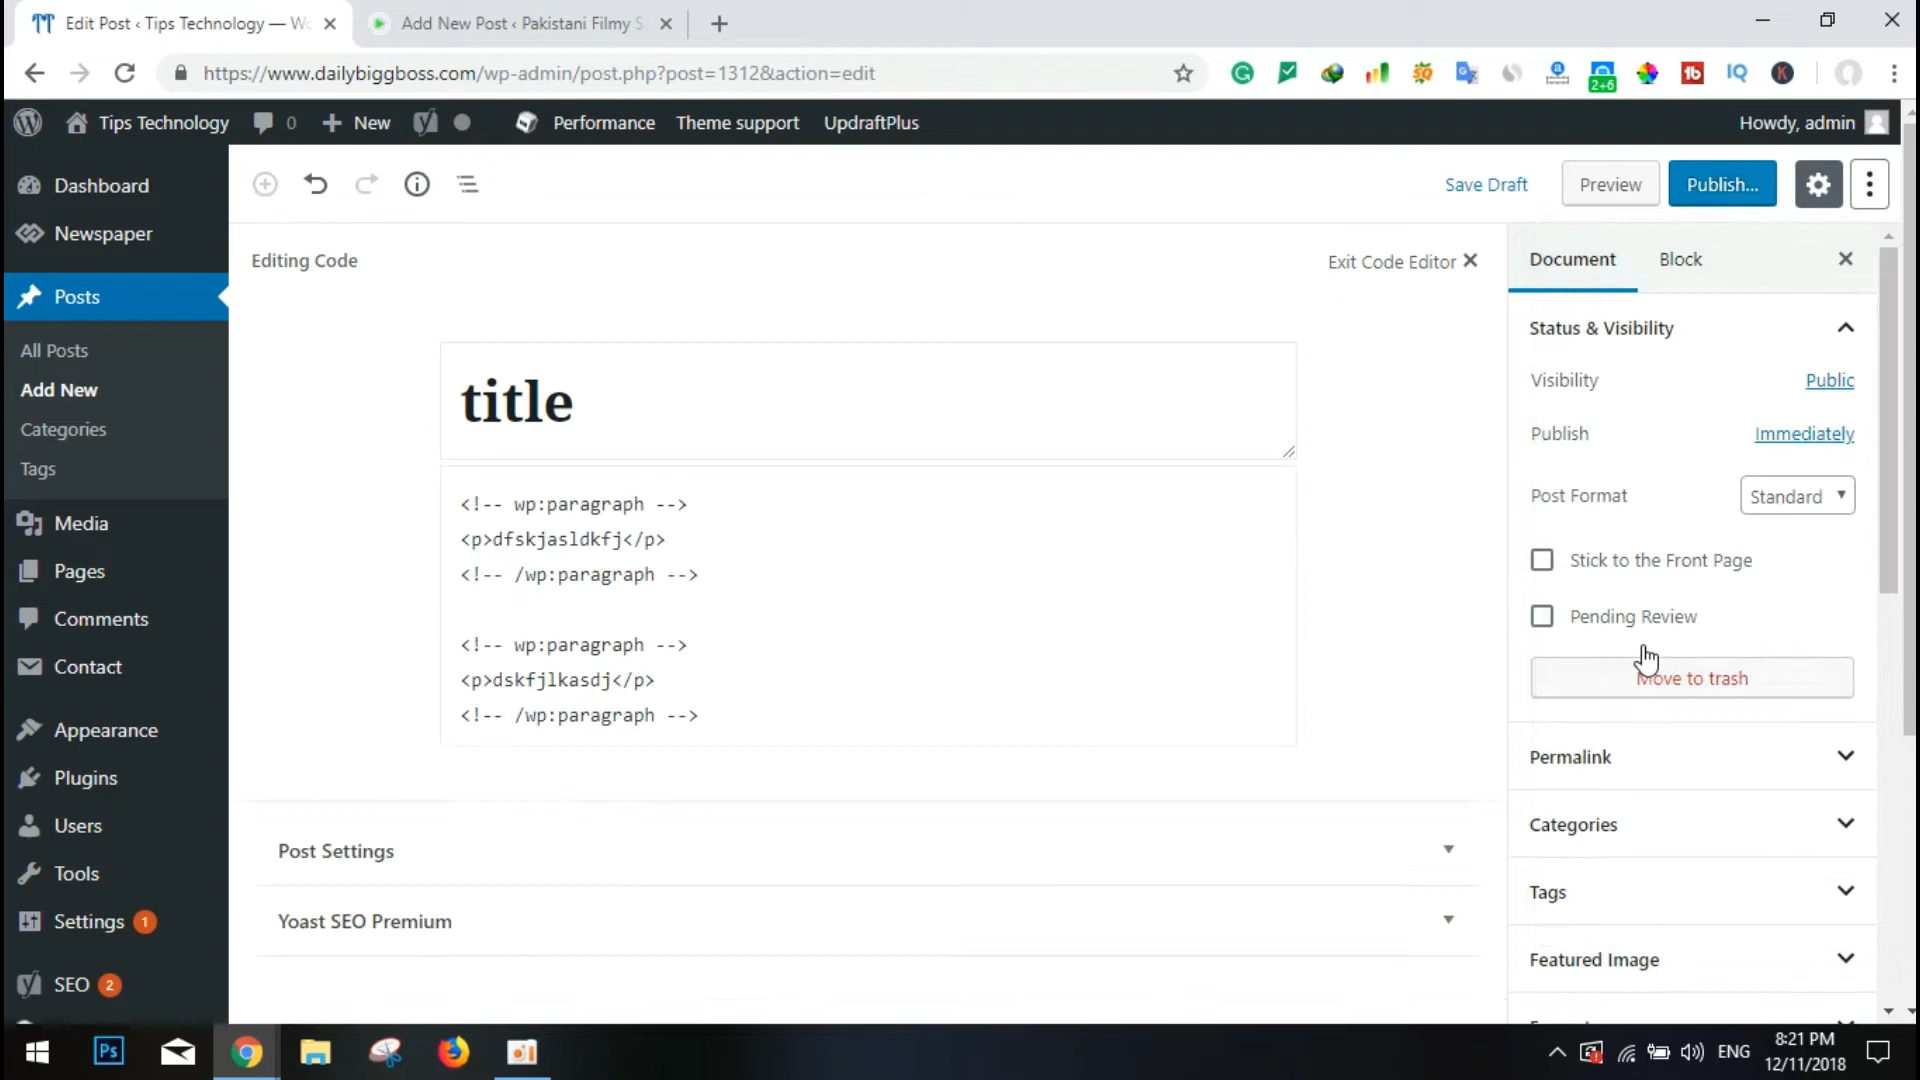 Edit Post ‹ Tips Technology — Wo
Add New Post ‹ Pakistani Filmy S
https://www.dailybiggboss.com/wp-admin/post.php?post=1312&action=edit
2+6
Tips Technology
0
New
Performance
Theme support
UpdraftPlus
Howdy, admin
Dashboard
Newspaper
Posts
All Posts
Add New
Categories
Tags
Media
Pages
Comments
Contact
Appearance
Plugins
Users
Tools
Settings 1
SEO 2
Save Draft
Preview
Publish...
Editing Code
Exit Code Editor
title
<!-- wp:paragraph -->
<p>dfskjasldkfj</p>
<!-- /wp:paragraph -->
<!-- wp:paragraph -->
<p>dskfjlkasdj</p>
<!-- /wp:paragraph -->
Post Settings
Yoast SEO Premium
Document
Block
Status & Visibility
Visibility
Public
Publish
Immediately
Post Format
Standard
Stick to the Front Page
Pending Review
Move to trash
Permalink
Categories
Tags
Featured Image
Ps
ENG
8:21 PM
12/11/2018